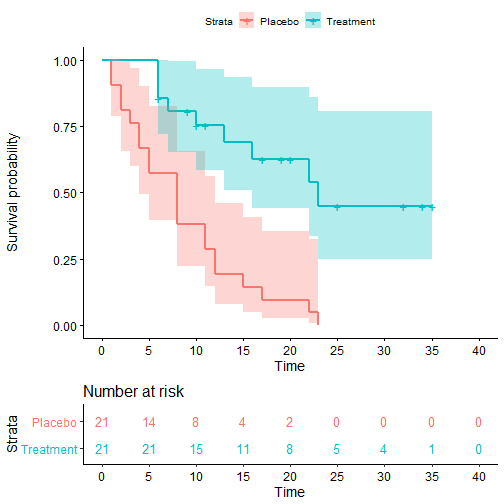 Strata Placebo Treatment
1.00
0.75
0.50
0.25
0.00
Survival probability
0 5 10 15 20 25 30 35 40
Time
Number at risk
Strata
Placebo 21 14 8 4 2 0 0 0 0
Treatment 21 21 15 11 8 5 4 1 0
0 5 10 15 20 25 30 35 40
Time